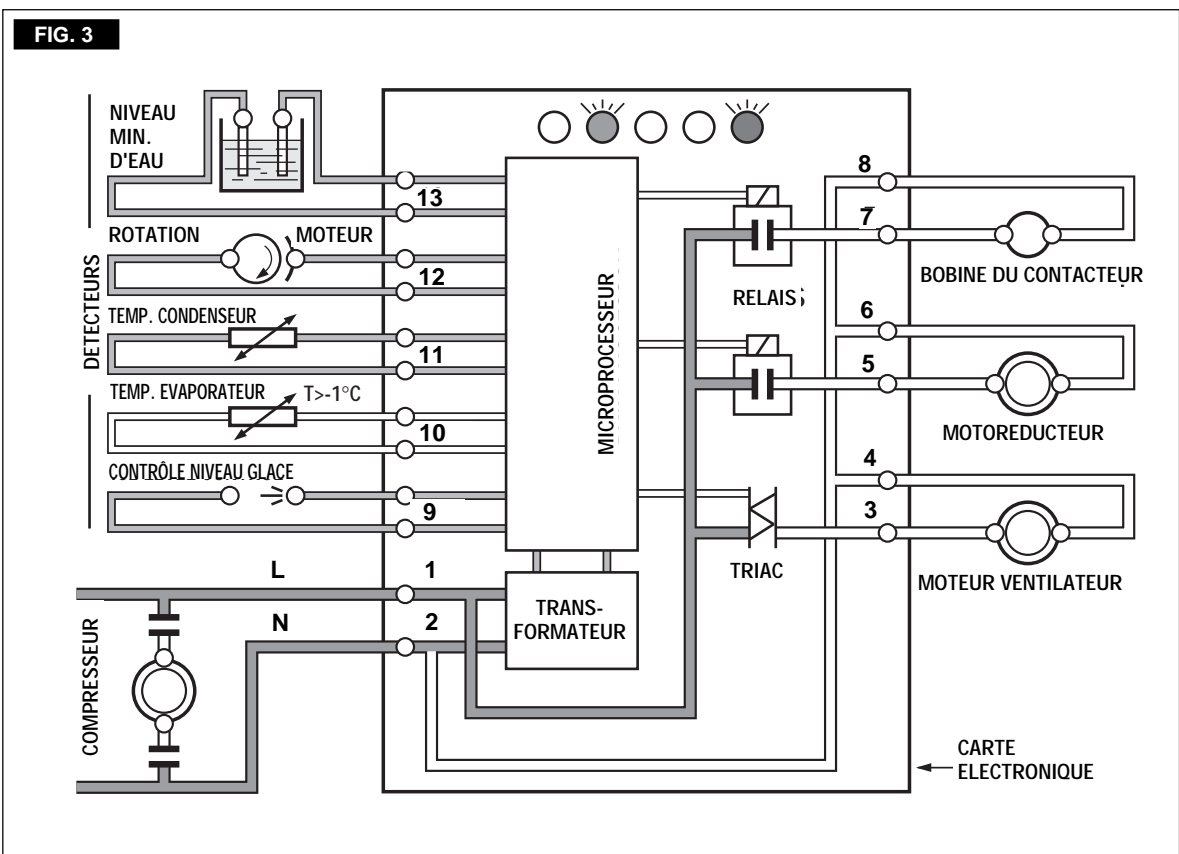 FIG. 3
NIVEAU
MIN.
D'EAU
13
ROTATION
MOTEUR
12
DETECTEURS
TEMP. CONDENSEUR
11
TEMP. EVAPORATEUR
T>-1°C
10
CONTRÔLE NIVEAU GLACE
9
L
1
N
2
COMPRESSEUR
MICROPROCESSEUR
TRANS-
FORMATEUR
RELAIS
TRIAC
8
7
BOBINE DU CONTACTEUR
6
5
MOTOREDUCTEUR
4
3
MOTEUR VENTILATEUR
CARTE
ELECTRONIQUE